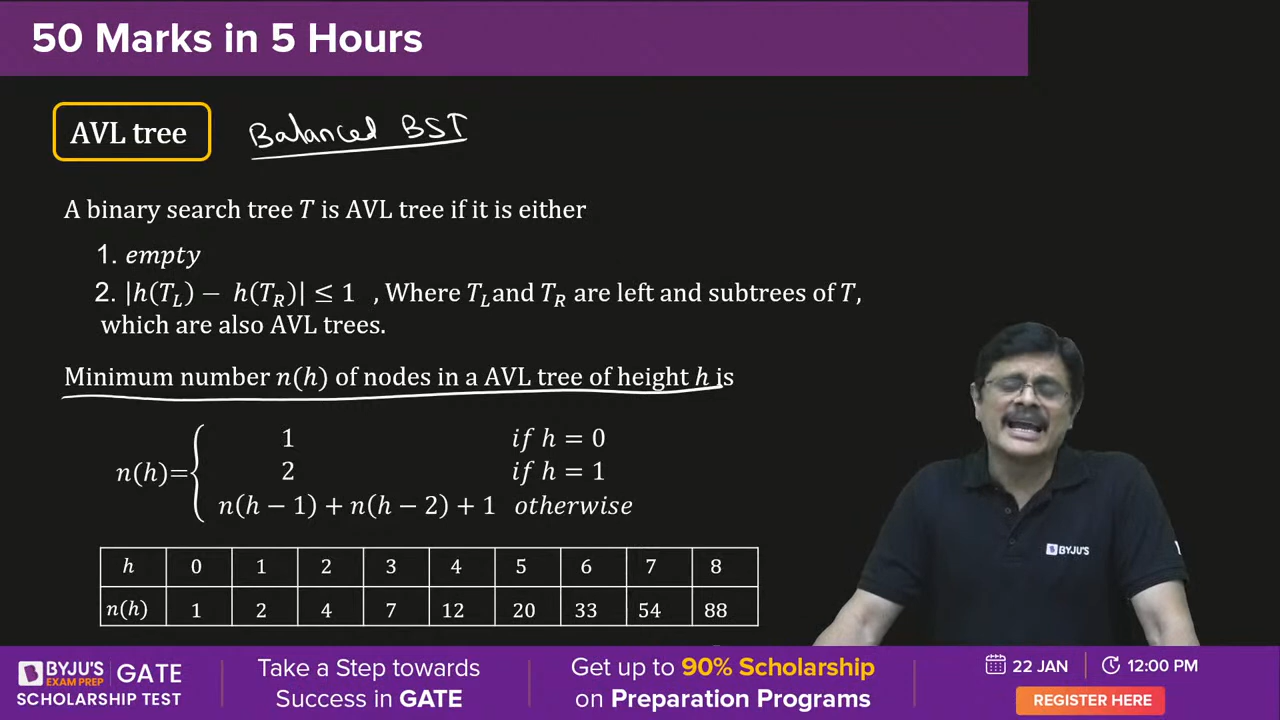 50 Marks in 5 Hours
AVL tree
Balanced BST
A binary search tree T is AVL tree if it is either
1. empty
2. |h(T_L) − h(T_R)| ≤ 1 , Where T_L and T_R are left and subtrees of T,
which are also AVL trees.
Minimum number n(h) of nodes in a AVL tree of height h is
n(h)={ 1 if h = 0
2 if h = 1
n(h − 1) + n(h − 2) + 1 otherwise
h 0 1 2 3 4 5 6 7 8
n(h) 1 2 4 7 12 20 33 54 88
BYJU'S
BYJU'S EXAM PREP GATE
SCHOLARSHIP TEST
Take a Step towards
Success in GATE
Get up to 90% Scholarship
on Preparation Programs
22 JAN 12:00 PM
REGISTER HERE